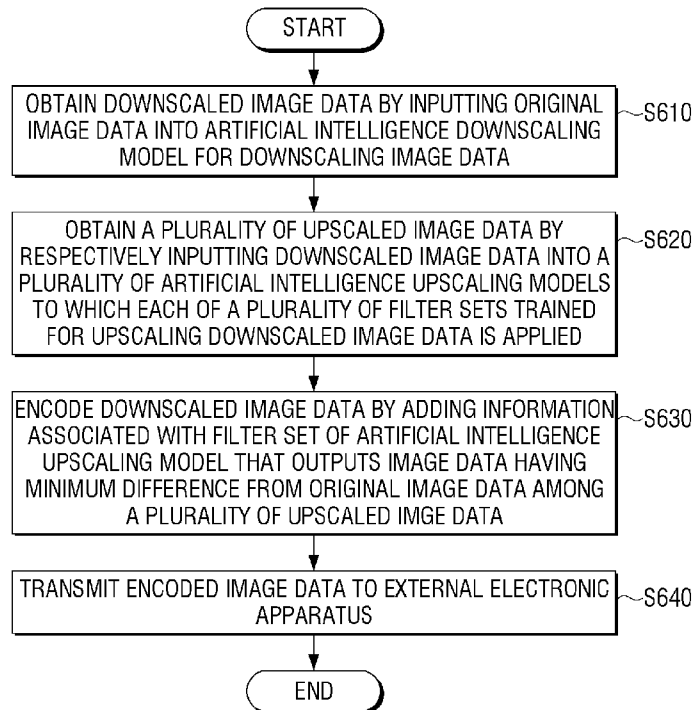 START
OBTAIN DOWNSCALED IMAGE DATA BY INPUTTING ORIGINAL
IMAGE DATA INTO ARTIFICIAL INTELLIGENCE DOWNSCALING
MODEL FOR DOWNSCALING IMAGE DATA
S610
OBTAIN A PLURALITY OF UPSCALED IMAGE DATA BY
RESPECTIVELY INPUTTING DOWNSCALED IMAGE DATA INTO A
PLURALITY OF ARTIFICIAL INTELLIGENCE UPSCALING MODELS
TO WHICH EACH OF A PLURALITY OF FILTER SETS TRAINED
FOR UPSCALING DOWNSCALED IMAGE DATA IS APPLIED
S620
ENCODE DOWNSCALED IMAGE DATA BY ADDING INFORMATION
ASSOCIATED WITH FILTER SET OF ARTIFICIAL INTELLIGENCE
UPSCALING MODEL THAT OUTPUTS IMAGE DATA HAVING
MINIMUM DIFFERENCE FROM ORIGINAL IMAGE DATA AMONG
A PLURALITY OF UPSCALED IMGE DATA
S630
TRANSMIT ENCODED IMAGE DATA TO EXTERNAL ELECTRONIC
APPARATUS
S640
END